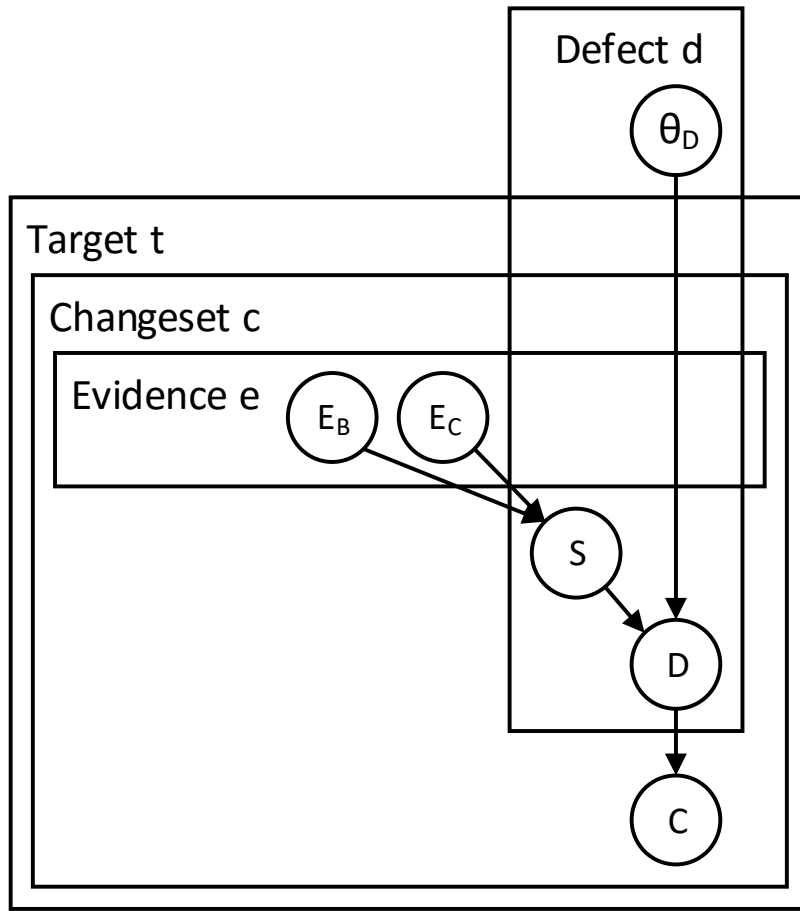 Defect d
θD
Target t
Changeset c
Evidence e
EB
EC
S
D
C